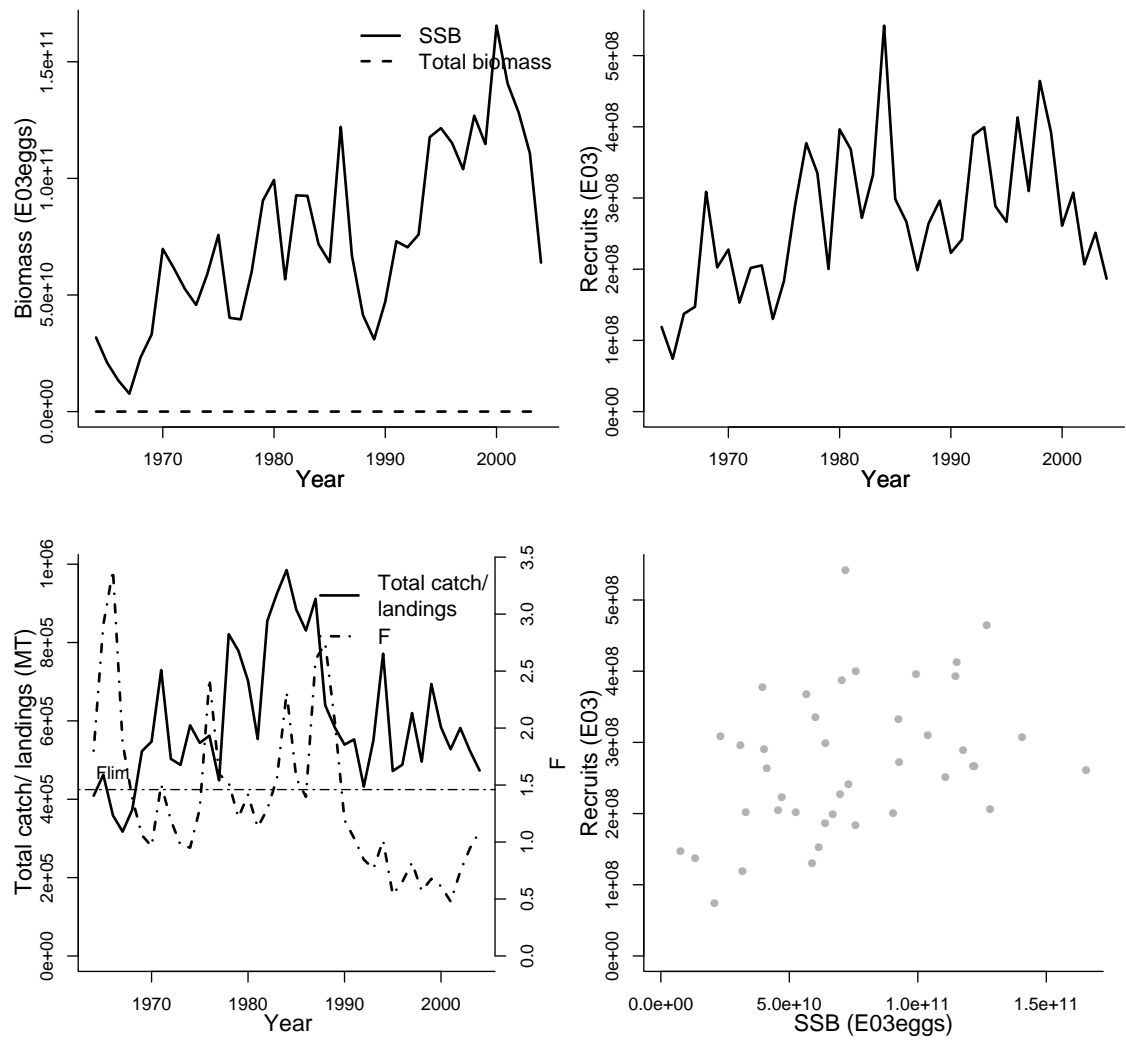 SSB
Total biomass
Biomass (E03eggs)
0.0e+00 5.0e+10 1.0e+11 1.5e+11
1970 1980 1990 2000
Year
Recruits (E03)
0e+00 1e+08 2e+08 3e+08 4e+08 5e+08
1970 1980 1990 2000
Year
Total catch/
landings
F
Flim
Total catch/ landings (MT)
0e+00 2e+05 4e+05 6e+05 8e+05 1e+06
0.0 0.5 1.0 1.5 2.0 2.5 3.0 3.5
F
1970 1980 1990 2000
Year
Recruits (E03)
0e+00 1e+08 2e+08 3e+08 4e+08 5e+08
0.0e+00 5.0e+10 1.0e+11 1.5e+11
SSB (E03eggs)